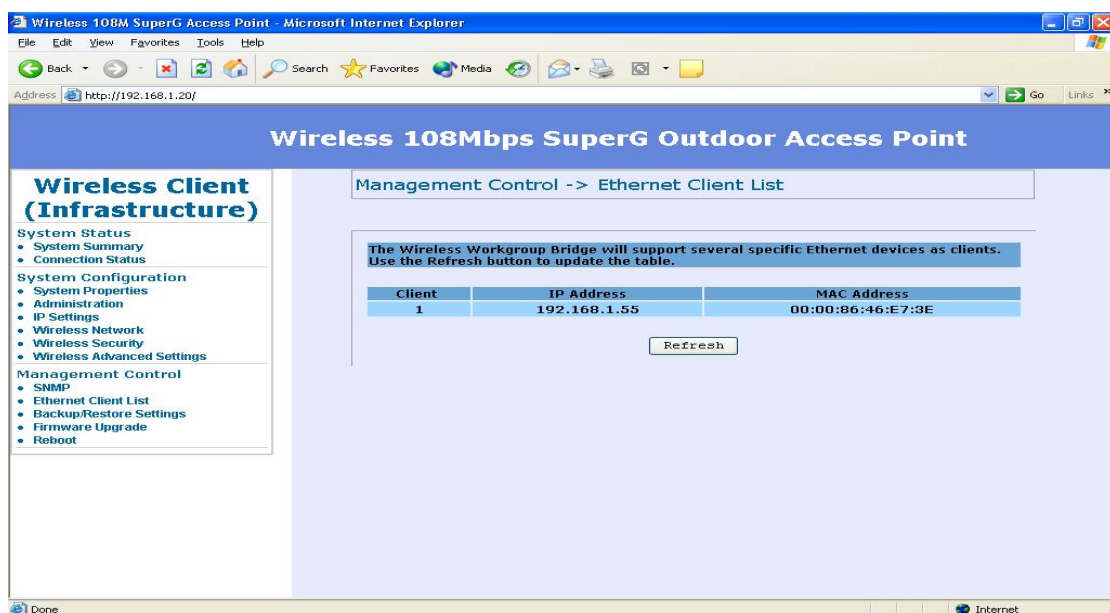 Wireless 108M SuperG Access Point - Microsoft Internet Explorer
File Edit View Favorites Tools Help
Back Search Favorites Media
Address http://192.168.1.20/ Go Links »
Wireless 108Mbps SuperG Outdoor Access Point
Wireless Client
(Infrastructure)
System Status
System Summary
Connection Status
System Configuration
System Properties
Administration
IP Settings
Wireless Network
Wireless Security
Wireless Advanced Settings
Management Control
SNMP
Ethernet Client List
Backup/Restore Settings
Firmware Upgrade
Reboot
Management Control -> Ethernet Client List
The Wireless Workgroup Bridge will support several specific Ethernet devices as clients.
Use the Refresh button to update the table.
Client IP Address MAC Address
1 192.168.1.55 00:00:86:46:E7:3E
Refresh
Done Internet